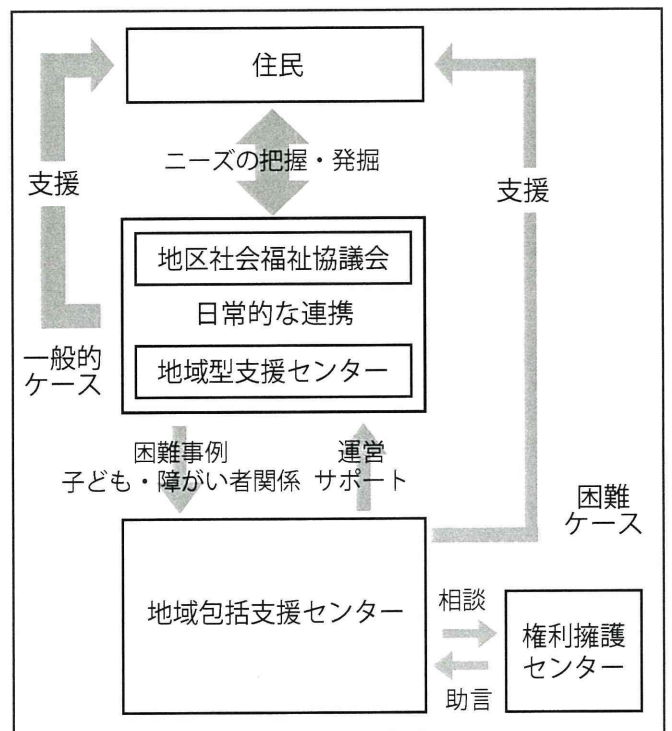 住民
ニーズの把握・発掘
支援
支援
地区社会福祉協議会
日常的な連携
地域型支援センター
一般的
ケース
困難事例
子ども・障がい者関係
運営
サポート
困難
ケース
地域包括支援センター
相談
助言
権利擁護
センター